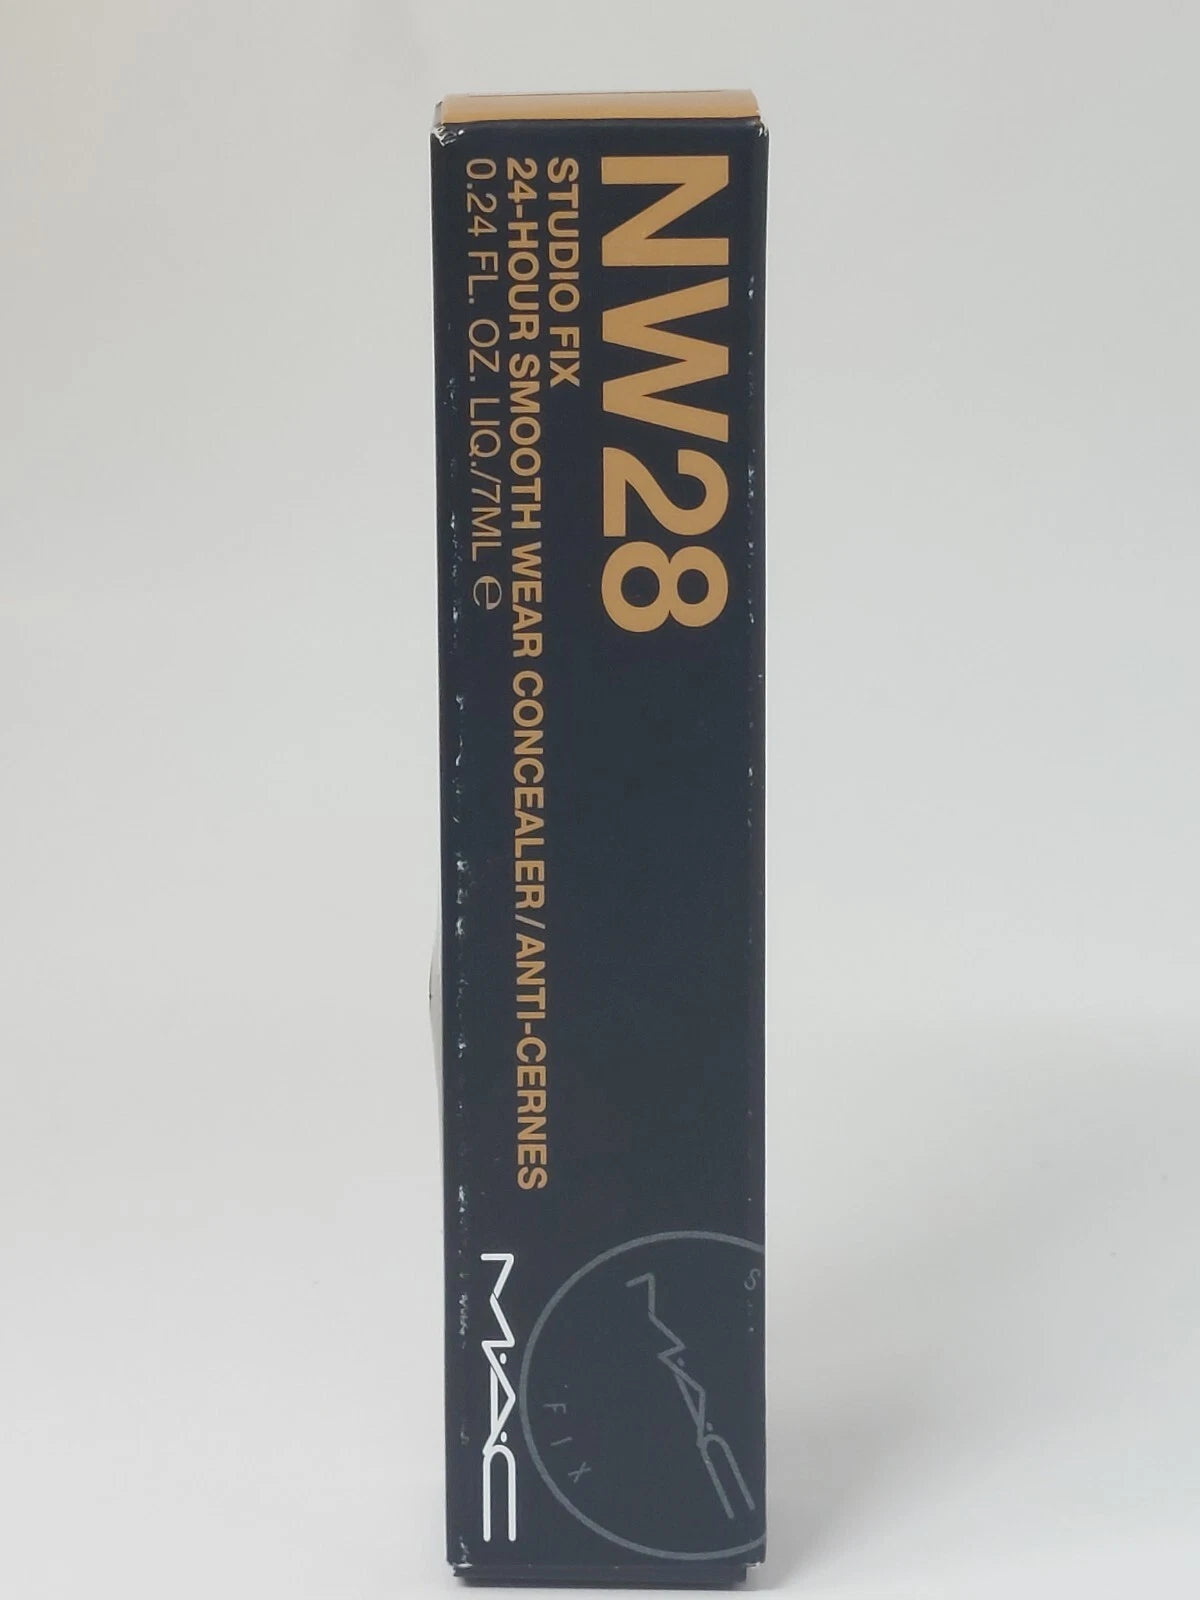 NW28
STUDIO FIX
24-HOUR SMOOTH WEAR CONCEALER/ANTI-CERNES
0.24 FL. OZ. LIQ./7ML ℮
M·A·C
M·A·C
FIX